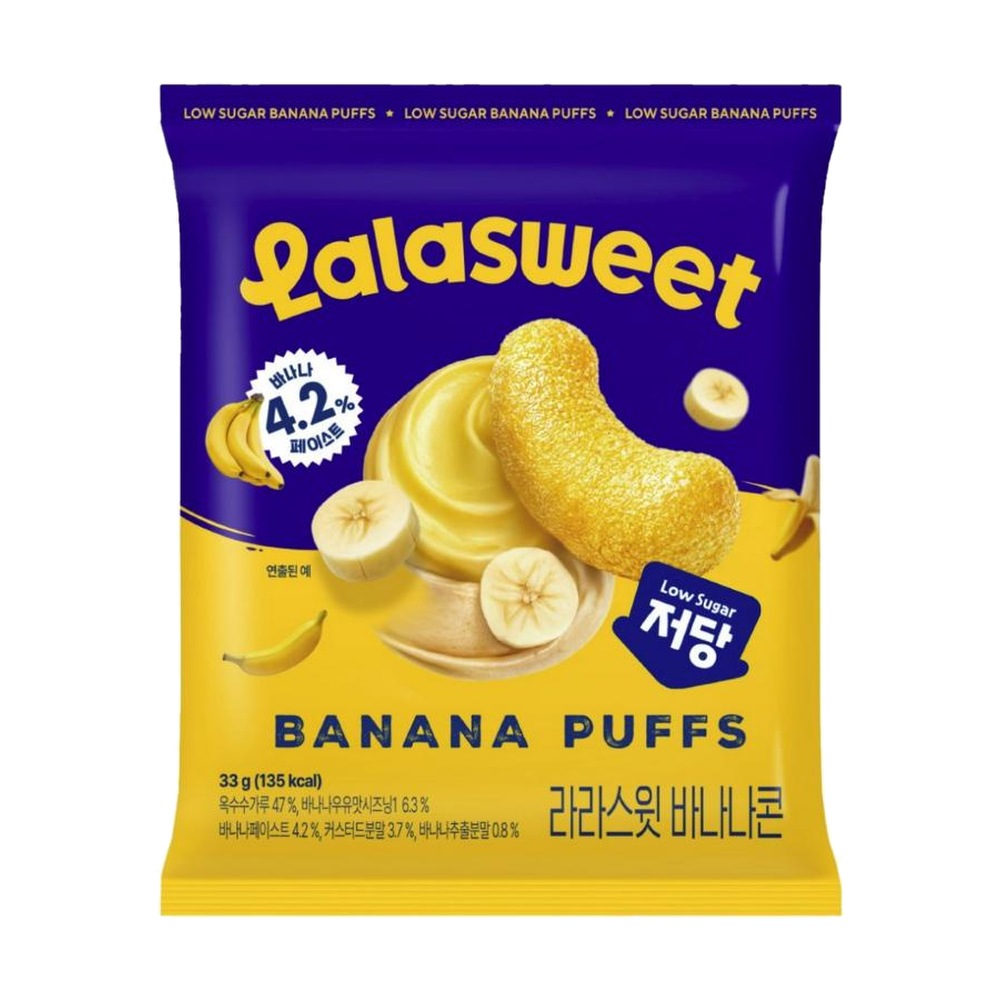 LOW SUGAR BANANA PUFFS ★ LOW SUGAR BANANA PUFFS ★ LOW SUGAR BANANA PUFFS
Lalasweet
바나나
4.2%
페이스트
연출된 예
Low Sugar
저당
BANANA PUFFS
33 g (135 kcal)
옥수수가루 47 %, 바나나우유맛시즈닝1 6.3 %
바나나페이스트 4.2 %, 커스터드분말 3.7 %, 바나나추출분말 0.8 %
라라스윗 바나나콘